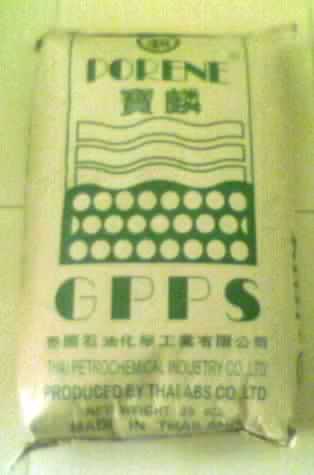 PORENE
寶麟
GPPS
泰國石油化學工業有限公司
THAI PETROCHEMICAL INDUSTRY CO.,LTD
PRODUCED BY THAI ABS CO.,LTD
NET WEIGHT 25 KG.
MADE IN THAILAND